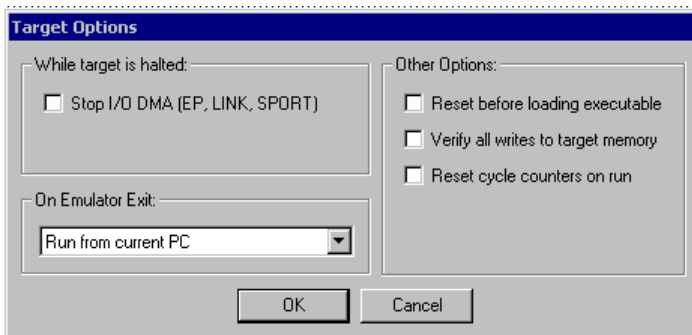 Target Options
While target is halted:
Stop I/O DMA (EP, LINK, SPORT)
On Emulator Exit:
Run from current PC
Other Options:
Reset before loading executable
Verify all writes to target memory
Reset cycle counters on run
OK
Cancel